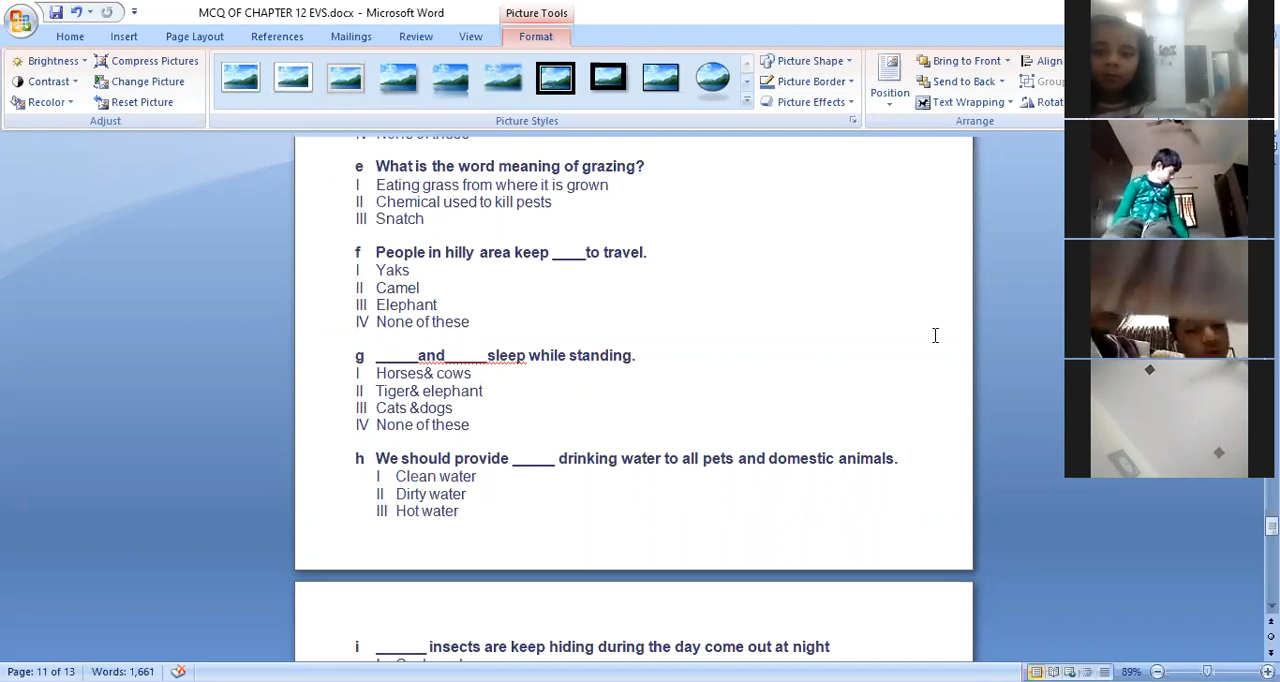 MCQ OF CHAPTER 12 EVS.docx - Microsoft Word
Picture Tools
Home Insert Page Layout References Mailings Review View Format
Brightness Compress Pictures
Contrast Change Picture
Recolor Reset Picture
Adjust
Picture Styles
Picture Shape
Picture Border
Picture Effects
Position
Bring to Front Align
Send to Back Group
Text Wrapping Rotat
Arrange
e What is the word meaning of grazing?
I Eating grass from where it is grown
II Chemical used to kill pests
III Snatch
f People in hilly area keep ____to travel.
I Yaks
II Camel
III Elephant
IV None of these
g _____and_____sleep while standing.
I Horses& cows
II Tiger& elephant
III Cats &dogs
IV None of these
h We should provide _____ drinking water to all pets and domestic animals.
I Clean water
II Dirty water
III Hot water
i ______ insects are keep hiding during the day come out at night
Page: 11 of 13 Words: 1,661 89%